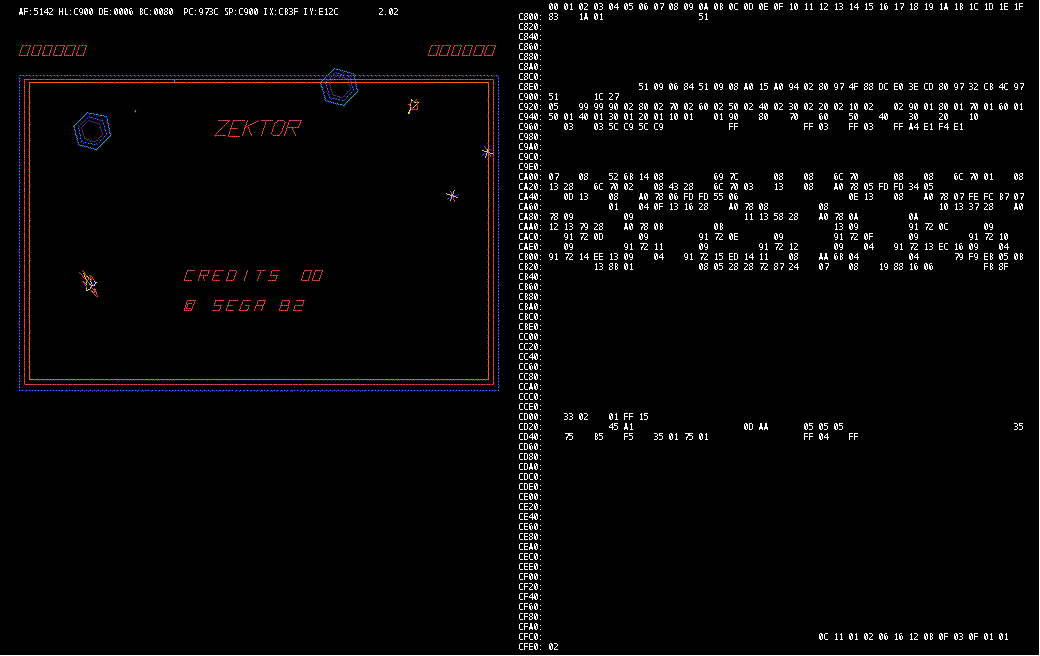 AF:5142 HL:C900 DE:0006 BC:0080 PC:973C SP:C900 IX:CB3F IY:E12C 2.02
000000 000000
ZEKTOR
CREDITS 00
© SEGA 82
00 01 02 03 04 05 06 07 08 09 0A 0B 0C 0D 0E 0F 10 11 12 13 14 15 16 17 18 19 1A 1B 1C 1D 1E 1F
C800: 83 1A 01 51
C820:
C840:
C860:
C880:
C8A0:
C8C0:
C8E0: 51 09 06 84 51 09 08 A0 15 A0 94 02 80 97 4F 88 DC E0 3E CD 80 97 32 CB 4C 97
C900: 51 1C 27
C920: 05 99 99 90 02 80 02 70 02 60 02 50 02 40 02 30 02 20 02 10 02 02 90 01 80 01 70 01 60 01
C940: 50 01 40 01 30 01 20 01 10 01 01 90 80 70 60 50 40 30 20 10
C960: 03 03 5C C9 5C C9 FF FF 03 FF 03 FF A4 E1 F4 E1
C980:
C9A0:
C9C0:
C9E0:
CA00: 07 08 52 6B 14 08 69 7C 08 08 6C 70 08 08 6C 70 01 08
CA20: 13 28 6C 70 02 08 43 28 6C 70 03 13 08 A0 78 05 FD FD 34 05
CA40: 0D 13 08 A0 78 06 FD FD 55 06 0E 13 08 A0 78 07 FE FC B7 07
CA60: 01 04 0F 13 16 28 A0 78 08 08 10 13 37 28 A0
CA80: 78 09 09 11 13 58 28 A0 78 0A 0A
CAA0: 12 13 79 28 A0 78 0B 0B 13 09 91 72 0C 09
CAC0: 91 72 0D 09 91 72 0E 09 91 72 0F 09 91 72 10
CAE0: 09 91 72 11 09 91 72 12 09 04 91 72 13 EC 16 09 04
CB00: 91 72 14 EE 13 09 04 91 72 15 ED 14 11 08 AA 6B 04 04 79 F9 EB 05 0B
CB20: 13 8B 01 08 05 28 28 72 87 24 07 08 19 88 16 06 FB 8F
CB40:
CB60:
CB80:
CBA0:
CBC0:
CBE0:
CC00:
CC20:
CC40:
CC60:
CC80:
CCA0:
CCC0:
CCE0:
CD00: 33 02 01 FF 15
CD20: 45 A1 0D AA 05 05 05 35
CD40: 75 B5 F5 35 01 75 01 FF 04 FF
CD60:
CD80:
CDA0:
CDC0:
CDE0:
CE00:
CE20:
CE40:
CE60:
CE80:
CEA0:
CEC0:
CEE0:
CF00:
CF20:
CF40:
CF60:
CF80:
CFA0:
CFC0: 0C 11 01 02 06 16 12 0B 0F 03 0F 01 01
CFE0: 02